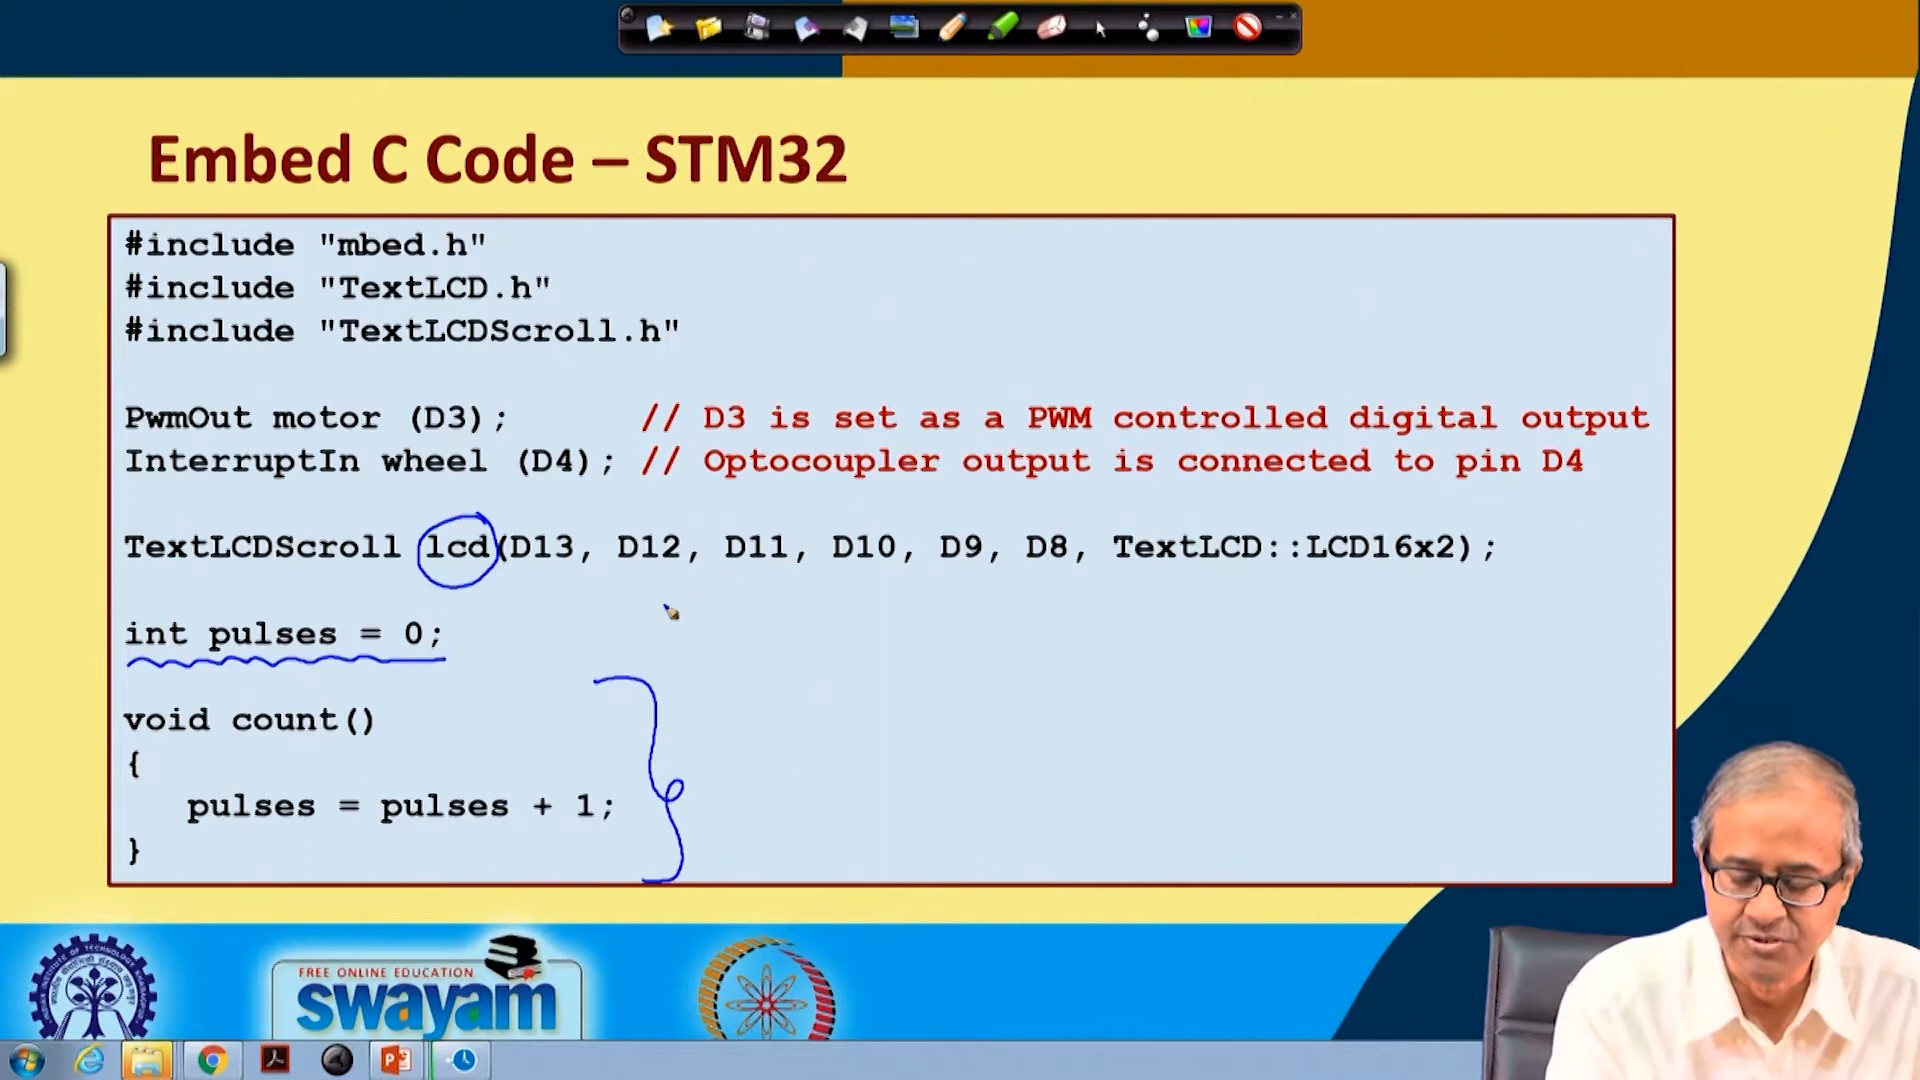 Embed C Code – STM32
#include "mbed.h"
#include "TextLCD.h"
#include "TextLCDScroll.h"
PwmOut motor (D3); // D3 is set as a PWM controlled digital output
InterruptIn wheel (D4); // Optocoupler output is connected to pin D4
TextLCDScroll lcd(D13, D12, D11, D10, D9, D8, TextLCD::LCD16x2);
int pulses = 0;
void count()
{
pulses = pulses + 1;
}
FREE ONLINE EDUCATION
swayam